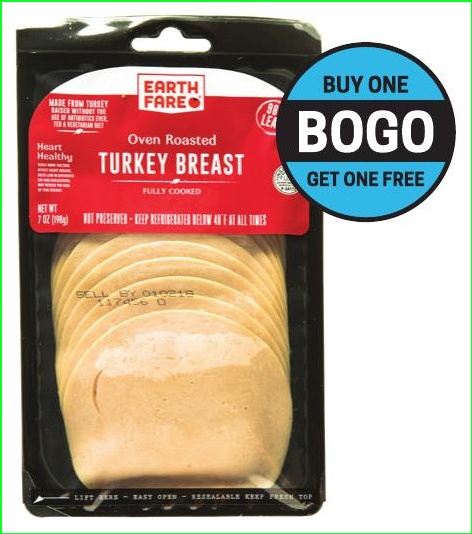 EARTH
FARE
MADE FROM TURKEY
RAISED WITHOUT THE
USE OF ANTIBIOTICS EVER,
FED A VEGETARIAN DIET
98
LEA
Heart
Healthy
Oven Roasted
TURKEY BREAST
FULLY COOKED
NET WT
7 OZ (198g)
NOT PRESERVED - KEEP REFRIGERATED BELOW 40°F AT ALL TIMES
BUY ONE
BOGO
GET ONE FREE
SELL BY 010218
LIFT HERE - EASY OPEN - RESEALABLE KEEP FRESH TOP